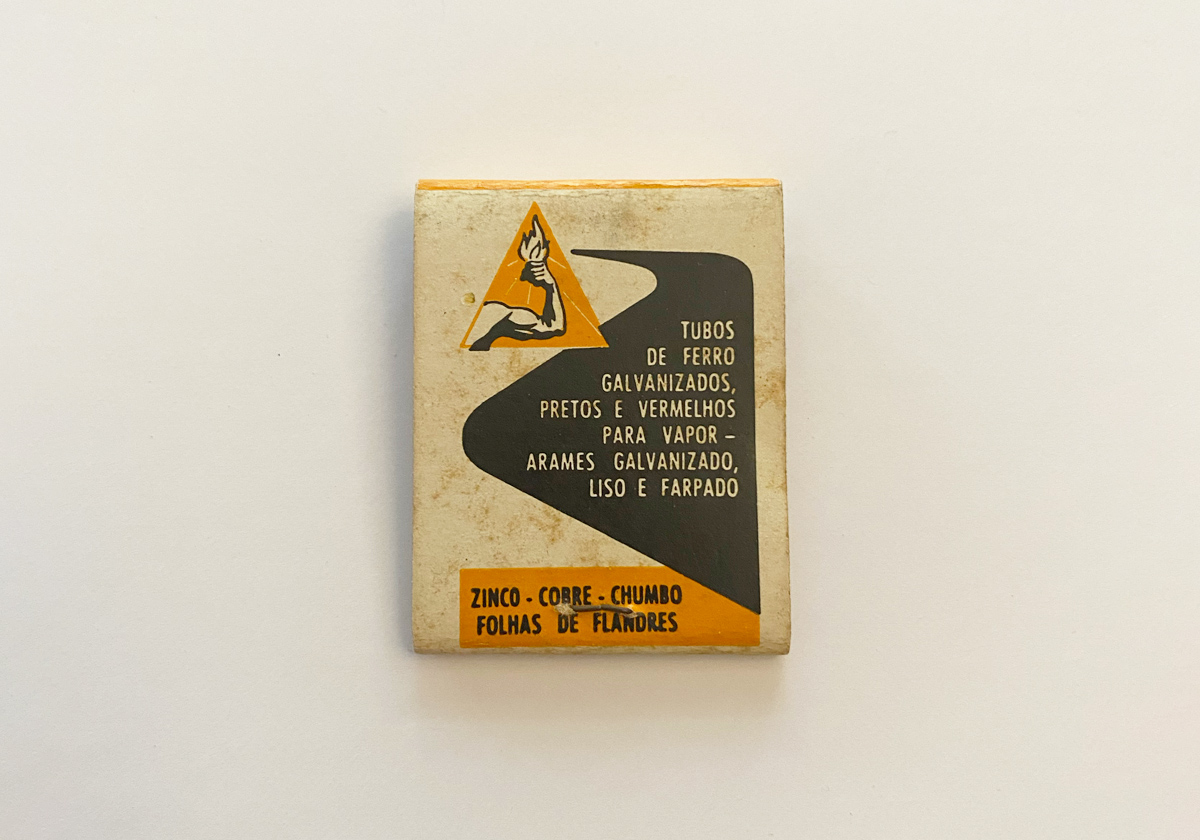 TUBOS
DE FERRO
GALVANIZADOS,
PRETOS E VERMELHOS
PARA VAPOR –
ARAMES GALVANIZADO,
LISO E FARPADO
ZINCO - COBRE - CHUMBO
FOLHAS DE FLANDRES